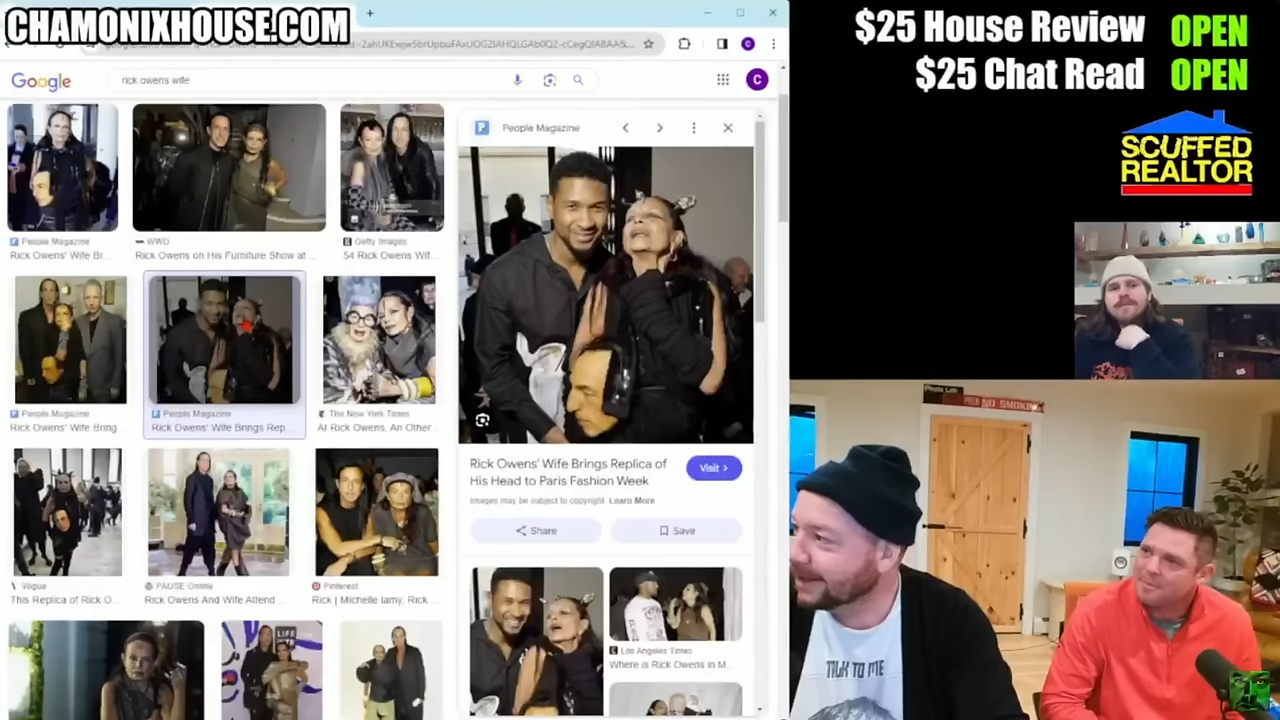 CHAMONIXHOUSE.COM
Google
rick owens wife
C
People Magazine
Rick Owens' Wife Br...
WWD
Rick Owens on His Furniture Show at ...
Getty Images
54 Rick Owens Wif...
People Magazine
Rick Owens' Wife Bring
People Magazine
Rick Owens' Wife Brings Rep...
The New York Times
At Rick Owens, An Other...
Vogue
This Replica of Rick O...
PAUSE Online
Rick Owens And Wife Attend ...
Pinterest
Rick | Michelle lamy, Rick ...
LIFE
People Magazine
Rick Owens' Wife Brings Replica of
His Head to Paris Fashion Week
Visit >
Images may be subject to copyright. Learn More
Share
Save
Los Angeles Times
Where is Rick Owens in M...
$25 House Review OPEN
$25 Chat Read OPEN
SCUFFED
REALTOR
Photo Lab
NO SMOKING
TALK TO ME